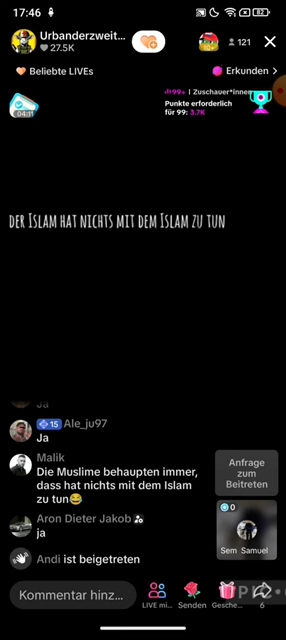 17:46
82
Urbanderzweit...
27.5K
121
Beliebte LIVEs
Erkunden >
04:11
99+ | Zuschauer*innen
Punkte erforderlich
für 99: 3.7K
DER ISLAM HAT NICHTS MIT DEM ISLAM ZU TUN
Ja
15 Ale_ju97
Ja
Malik
Die Muslime behaupten immer,
dass hat nichts mit dem Islam
zu tun😂
Aron Dieter Jakob
ja
Andi ist beigetreten
Anfrage
zum
Beitreten
0
Sem Samuel
Kommentar hinz...
LIVE mi...
Senden
Gesche...
6